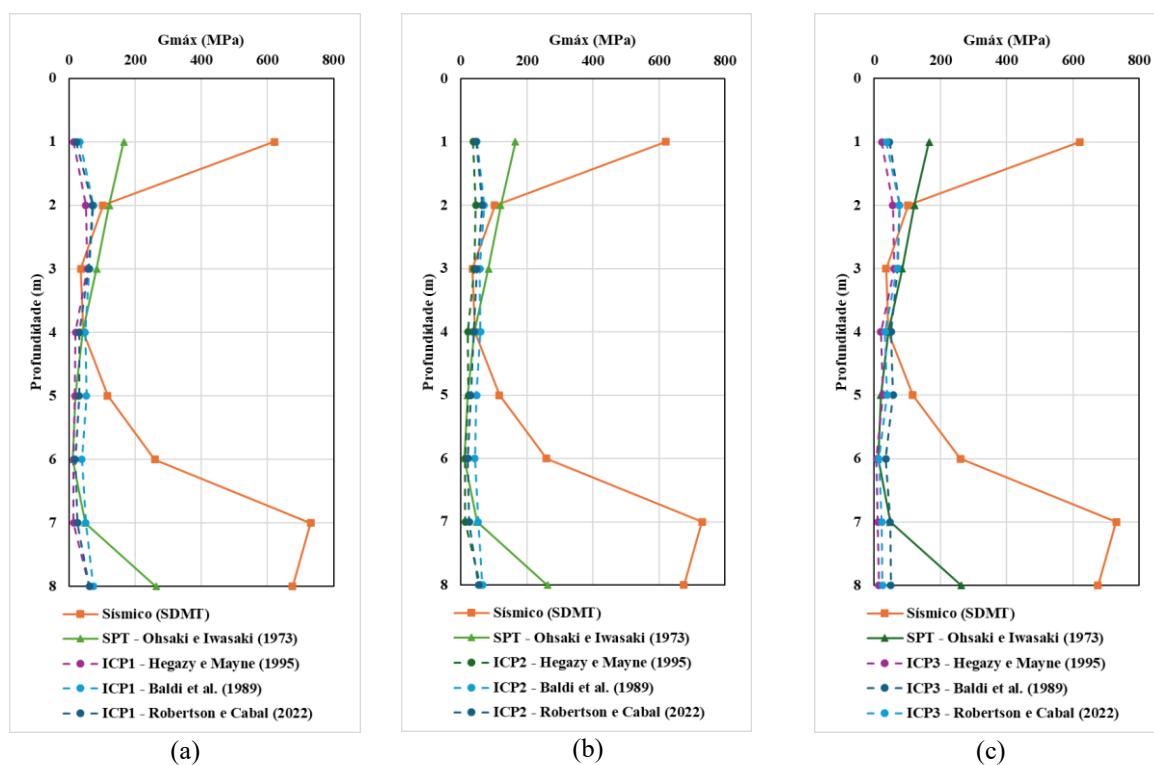 Gmáx (MPa)
0 200 400 600 800
0
1
2
3
4
5
6
7
8
Profundidade (m)
Sísmico (SDMT)
SPT - Ohsaki e Iwasaki (1973)
ICP1 - Hegazy e Mayne (1995)
ICP1 - Baldi et al. (1989)
ICP1 - Robertson e Cabal (2022)
(a)
Gmáx (MPa)
0 200 400 600 800
0
1
2
3
4
5
6
7
8
Profundidade (m)
Sísmico (SDMT)
SPT - Ohsaki e Iwasaki (1973)
ICP2 - Hegazy e Mayne (1995)
ICP2 - Baldi et al. (1989)
ICP2 - Robertson e Cabal (2022)
(b)
Gmáx (MPa)
0 200 400 600 800
0
1
2
3
4
5
6
7
8
Profundidade (m)
Sísmico (SDMT)
SPT - Ohsaki e Iwasaki (1973)
ICP3 - Hegazy e Mayne (1995)
ICP3 - Baldi et al. (1989)
ICP3 - Robertson e Cabal (2022)
(c)